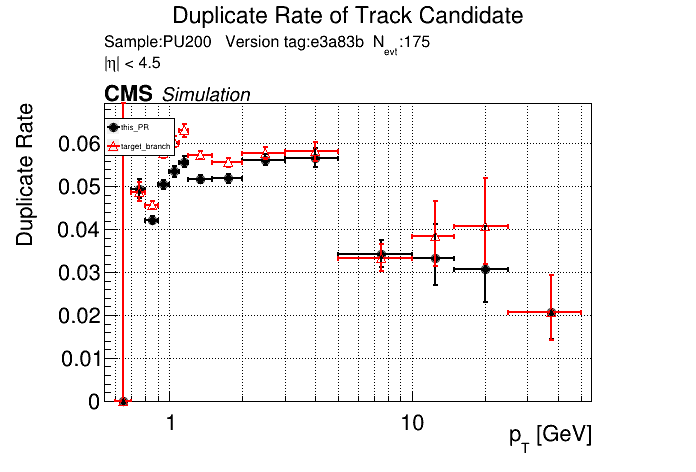 Duplicate Rate of Track Candidate
Sample:PU200 Version tag:e3a83b N_evt:175
|η| < 4.5
CMS Simulation
Duplicate Rate
this_PR
target_branch
0.06
0.05
0.04
0.03
0.02
0.01
0
1
10
p_T [GeV]